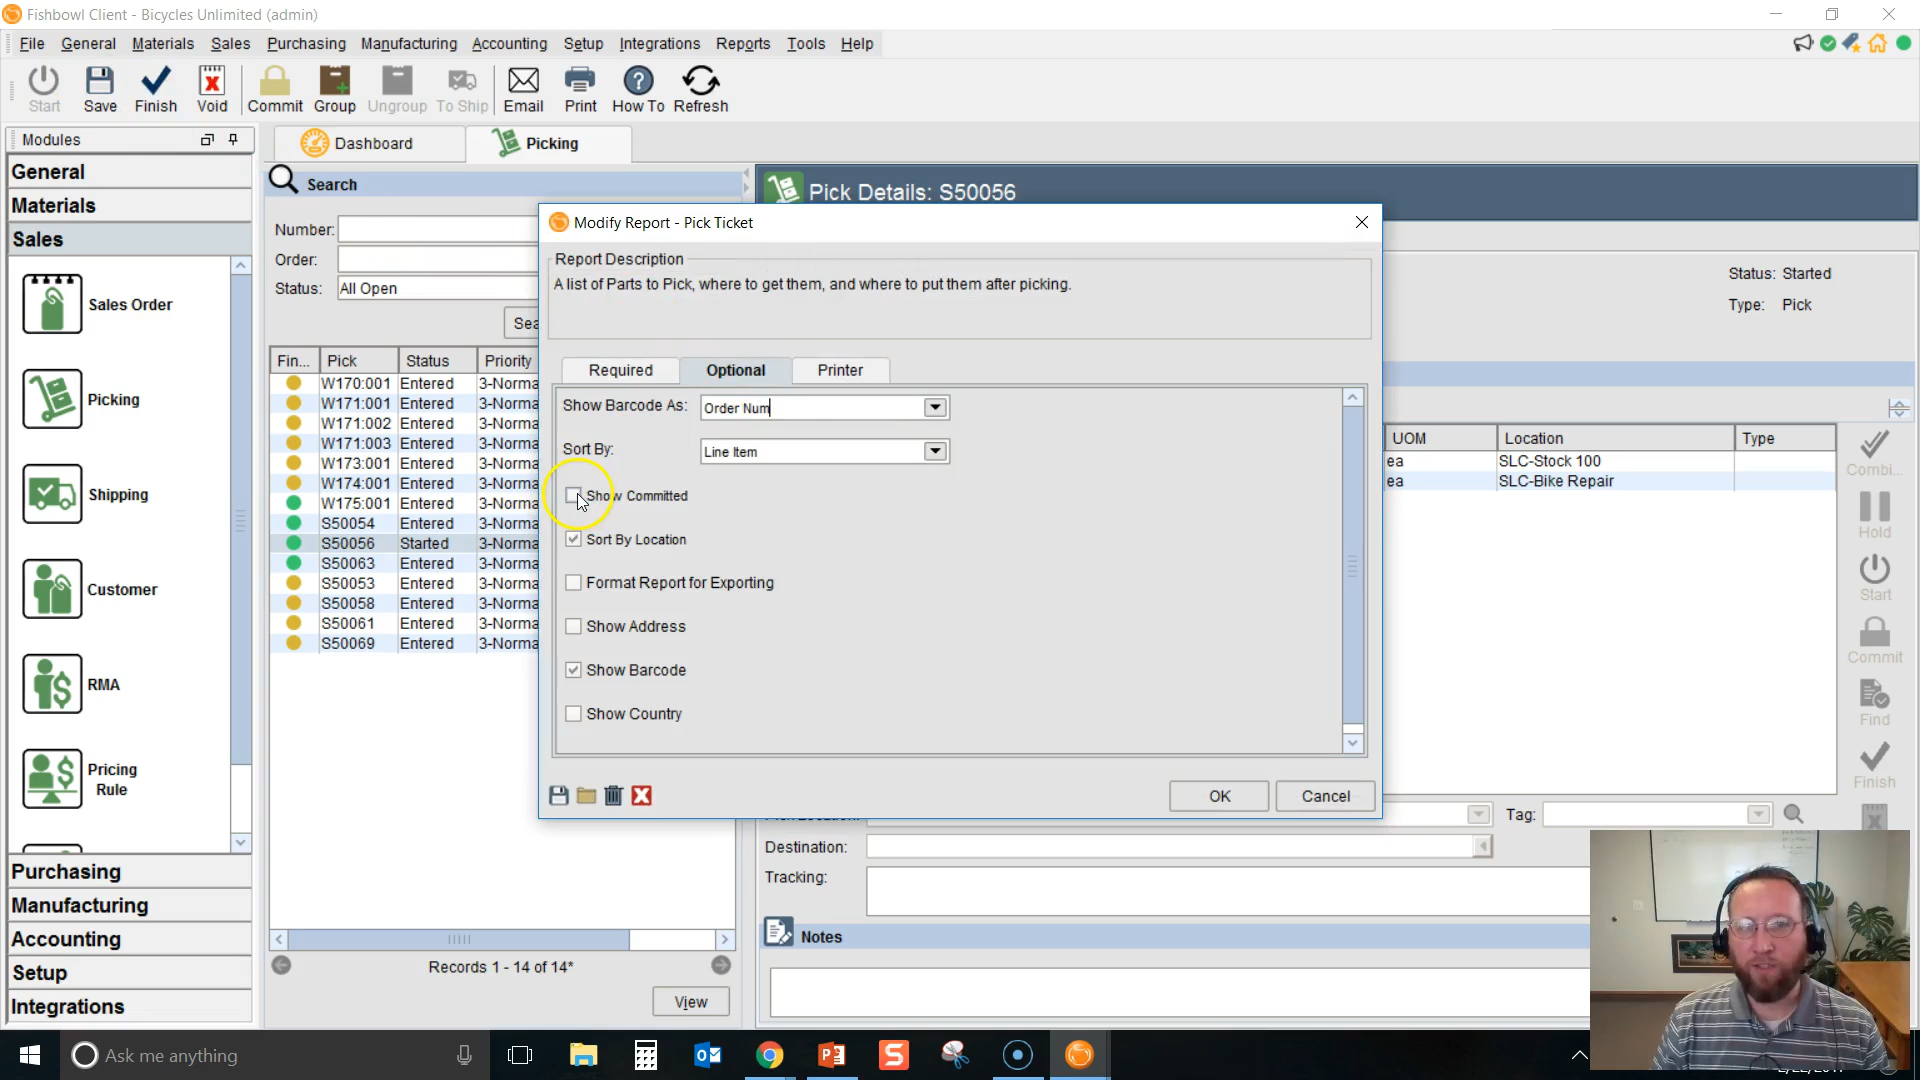 Fishbowl Client - Bicycles Unlimited (admin)
File General Materials Sales Purchasing Manufacturing Accounting Setup Integrations Reports Tools Help
Start Save Finish Void Commit Group Ungroup To Ship Email Print How To Refresh
Modules
General
Materials
Sales
Sales Order
Picking
Shipping
Customer
RMA
Pricing
Rule
Purchasing
Manufacturing
Accounting
Setup
Integrations
Dashboard Picking
Search
Number:
Order:
Status: All Open
Fin... Pick Status Priority
W170:001 Entered 3-Norma
W171:001 Entered 3-Norma
W171:002 Entered 3-Norma
W171:003 Entered 3-Norma
W173:001 Entered 3-Norma
W174:001 Entered 3-Norma
W175:001 Entered 3-Norma
S50054 Entered 3-Norma
S50056 Started 3-Norma
S50063 Entered 3-Norma
S50053 Entered 3-Norma
S50058 Entered 3-Norma
S50061 Entered 3-Norma
S50069 Entered 3-Norma
Records 1 - 14 of 14*
View
Pick Details: S50056
Status: Started
Type: Pick
UOM Location Type
ea SLC-Stock 100
ea SLC-Bike Repair
Combi...
Hold
Start
Commit
Find
Finish
Tag:
Destination:
Tracking:
Notes
Modify Report - Pick Ticket
Report Description
A list of Parts to Pick, where to get them, and where to put them after picking.
Required Optional Printer
Show Barcode As: Order Num
Sort By: Line Item
Show Committed
Sort By Location
Format Report for Exporting
Show Address
Show Barcode
Show Country
OK Cancel
Ask me anything